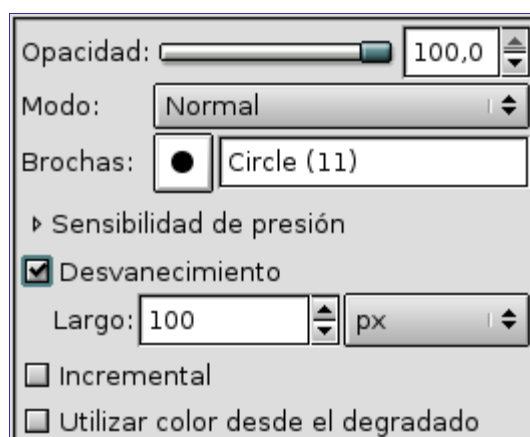 Opacidad: 100,0
Modo: Normal
Brochas: Circle (11)
Sensibilidad de presión
Desvanecimiento
Largo: 100 px
Incremental
Utilizar color desde el degradado